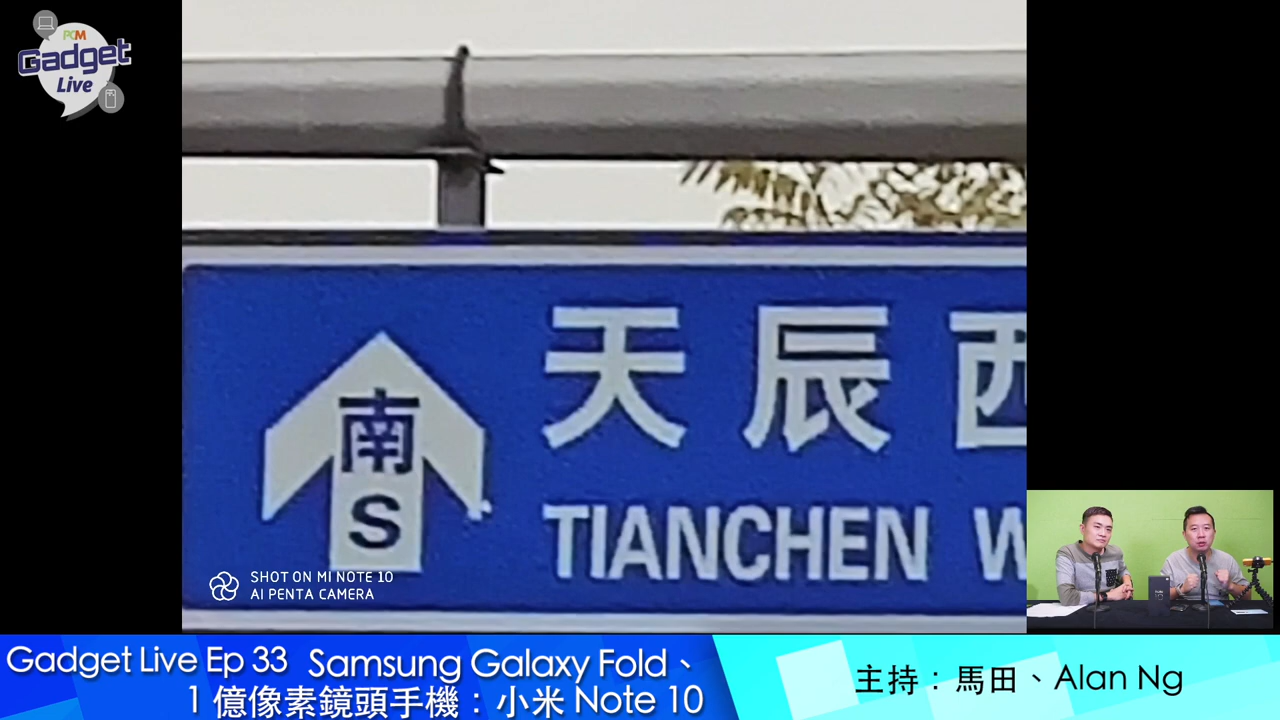 PCM
Gadget
Live
天辰西
南
S
TIANCHEN W
SHOT ON MI NOTE 10
AI PENTA CAMERA
Gadget Live Ep 33 Samsung Galaxy Fold、
1 億像素鏡頭手機：小米 Note 10
主持：馬田、Alan Ng